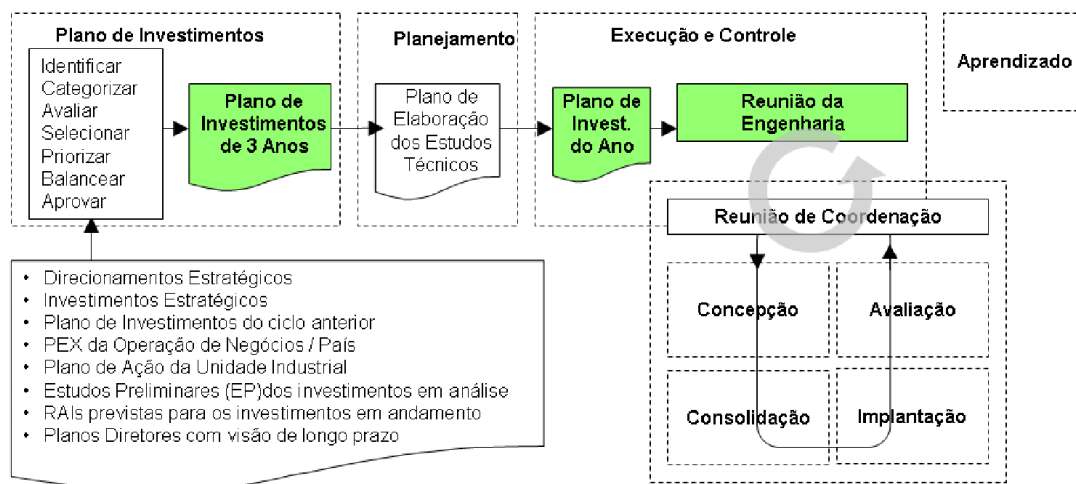 Plano de Investimentos
Identificar
Categorizar
Avaliar
Selecionar
Priorizar
Balancear
Aprovar
Plano de
Investimentos
de 3 Anos
Planejamento
Plano de
Elaboração
dos Estudos
Técnicos
Execução e Controle
Plano de
Invest.
do Ano
Reunião da
Engenharia
Aprendizado
Reunião de Coordenação
Concepção
Avaliação
Consolidação
Implantação
• Direcionamentos Estratégicos
• Investimentos Estratégicos
• Plano de Investimentos do ciclo anterior
• PEX da Operação de Negócios / País
• Plano de Ação da Unidade Industrial
• Estudos Preliminares (EP)dos investimentos em análise
• RAIs previstas para os investimentos em andamento
• Planos Diretores com visão de longo prazo